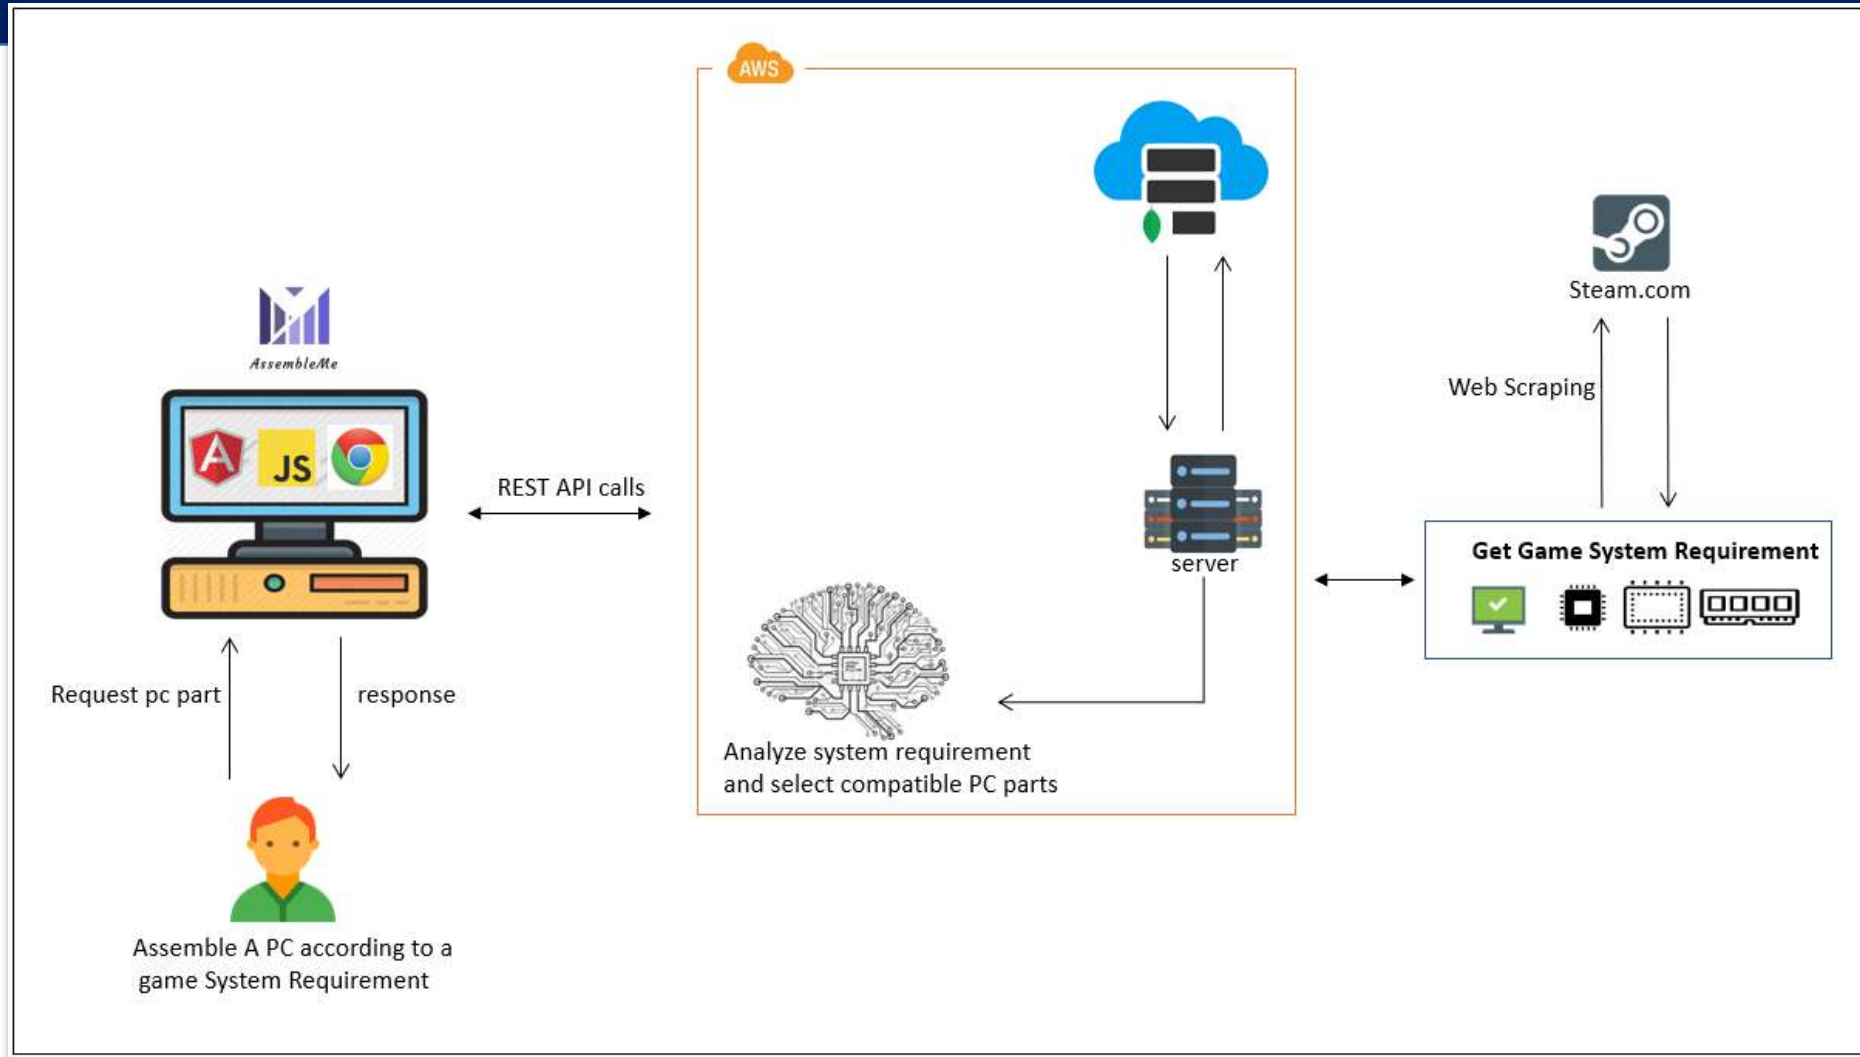 AWS
Steam.com
AssembleMe
Web Scraping
A
JS
REST API calls
Get Game System Requirement
server
Request pc part
response
Analyze system requirement
and select compatible PC parts
Assemble A PC according to a
game System Requirement